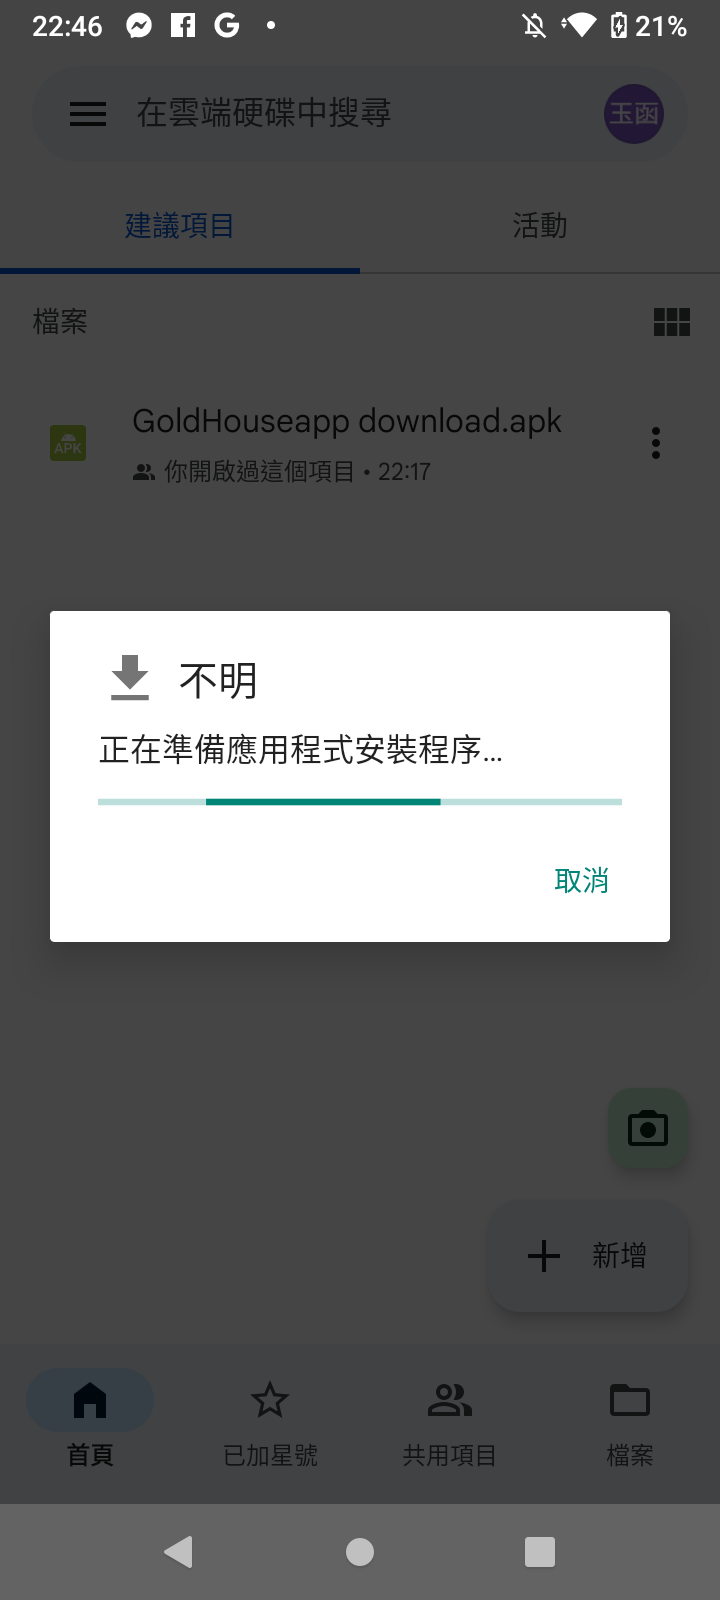 22:46
21%
在雲端硬碟中搜尋
玉函
建議項目
活動
檔案
GoldHouseapp download.apk
APK
你開啟過這個項目 • 22:17
不明
正在準備應用程式安裝程序...
取消
新增
首頁
已加星號
共用項目
檔案